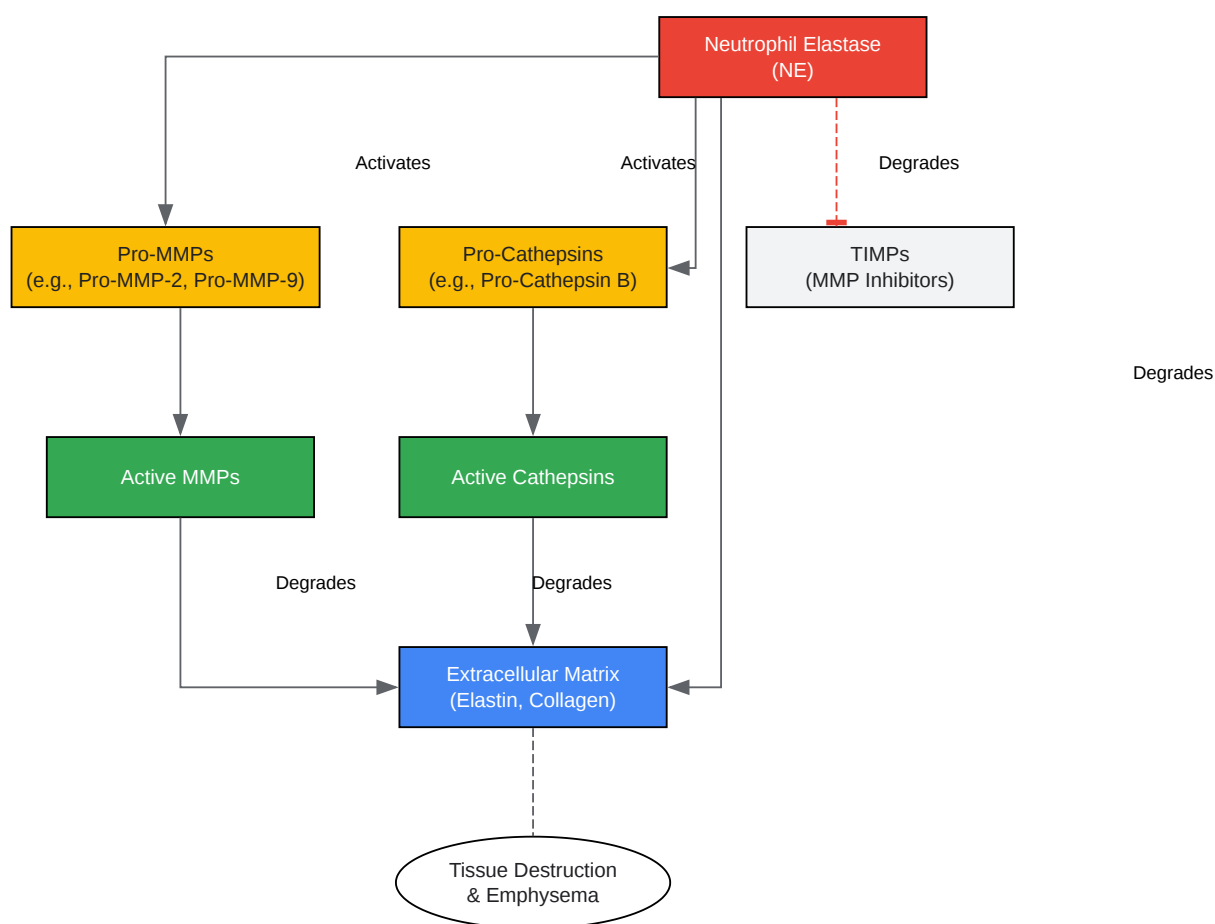 Neutrophil Elastase
(NE)
Activates
Activates
Degrades
Pro-MMPs
(e.g., Pro-MMP-2, Pro-MMP-9)
Pro-Cathepsins
(e.g., Pro-Cathepsin B)
TIMPs
(MMP Inhibitors)
Degrades
Active MMPs
Active Cathepsins
Degrades
Degrades
Extracellular Matrix
(Elastin, Collagen)
Tissue Destruction
& Emphysema